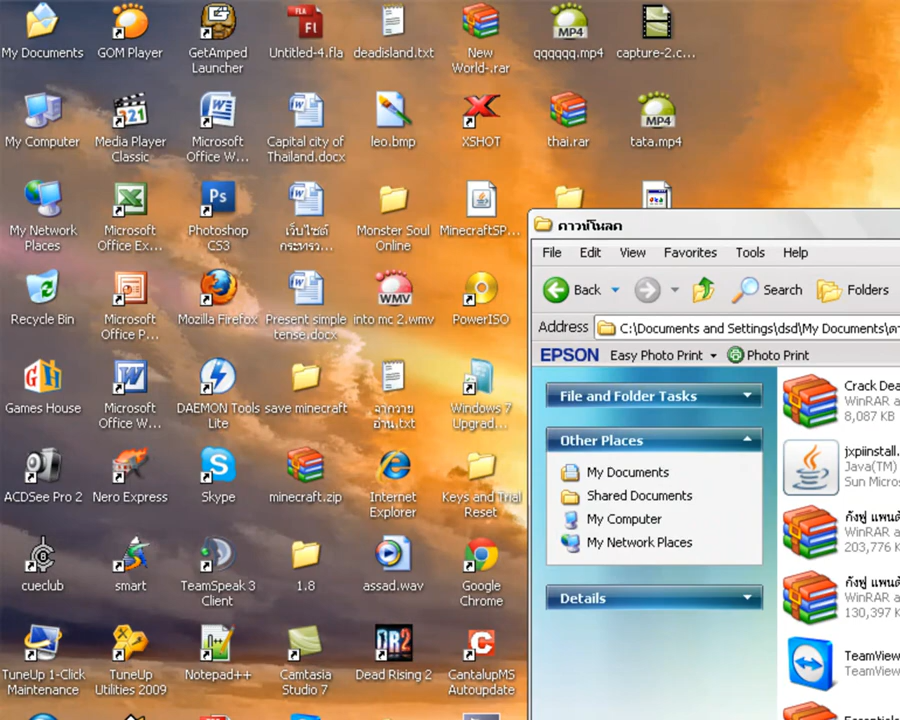 My Documents
GOM Player
GetAmped
Launcher
FLA
Fl
Untitled-4.fla
deadisland.txt
New
World-.rar
MP4
qqqqqq.mp4
capture-2.c...
My Computer
321
Media Player
Classic
Microsoft
Office W...
Capital city of
Thailand.docx
leo.bmp
XSHOT
thai.rar
MP4
tata.mp4
My Network
Places
Microsoft
Office Ex...
Ps
Photoshop
CS3
เว็บไซต์
กระทรว...
Monster Soul
Online
MinecraftSP...
Recycle Bin
Microsoft
Office P...
Mozilla Firefox
Present simple
tense.docx
WMV
into mc 2.wmv
PowerISO
Games House
Microsoft
Office W...
DAEMON Tools
Lite
save minecraft
อ่าน.txt
Windows 7
Upgrad...
ACDSee Pro 2
Nero Express
Skype
minecraft.zip
Internet
Explorer
Keys and Trial
Reset
cueclub
smart
TeamSpeak 3
Client
1.8
assad.wav
Google
Chrome
TuneUp 1-Click
Maintenance
TuneUp
Utilities 2009
Notepad++
Camtasia
Studio 7
DR2
Dead Rising 2
CantalupMS
Autoupdate
ดาวน์โหลด
File Edit View Favorites Tools Help
Back Search Folders
Address C:\Documents and Settings\dsd\My Documents\ดา
EPSON Easy Photo Print Photo Print
File and Folder Tasks
Other Places
My Documents
Shared Documents
My Computer
My Network Places
Details
Crack Dea
WinRAR a
8,087 KB
jxpiinstall.
Java(TM)
Sun Micros
กังฟู แพนด้
WinRAR a
203,776 K
กังฟู แพนด้
WinRAR a
130,397 K
TeamView
TeamView